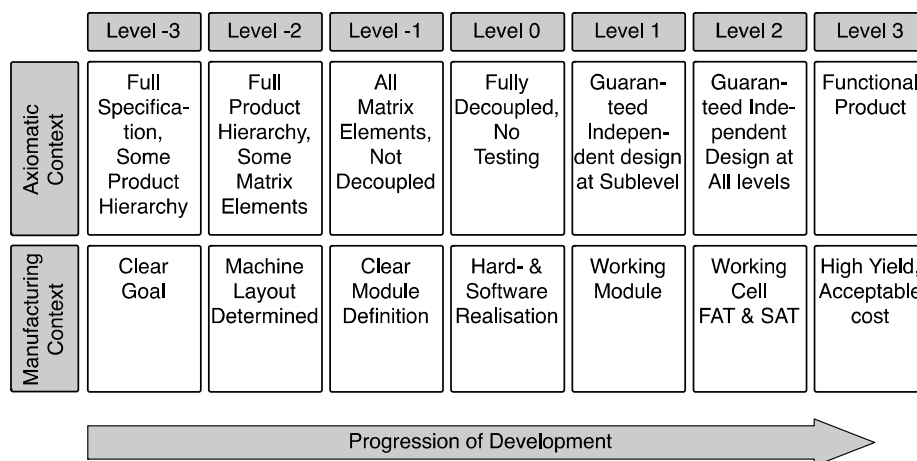 Level -3
Level -2
Level -1
Level 0
Level 1
Level 2
Level 3
Axiomatic
Context
Full
Specifica-
tion,
Some
Product
Hierarchy
Full
Product
Hierarchy,
Some
Matrix
Elements
All
Matrix
Elements,
Not
Decoupled
Fully
Decoupled,
No
Testing
Guaran-
teed
Indepen-
dent design
at Sublevel
Guaran-
teed Inde-
pendent
Design at
All levels
Functional
Product
Manufacturing
Context
Clear
Goal
Machine
Layout
Determined
Clear
Module
Definition
Hard- &
Software
Realisation
Working
Module
Working
Cell
FAT & SAT
High Yield,
Acceptable
cost
Progression of Development